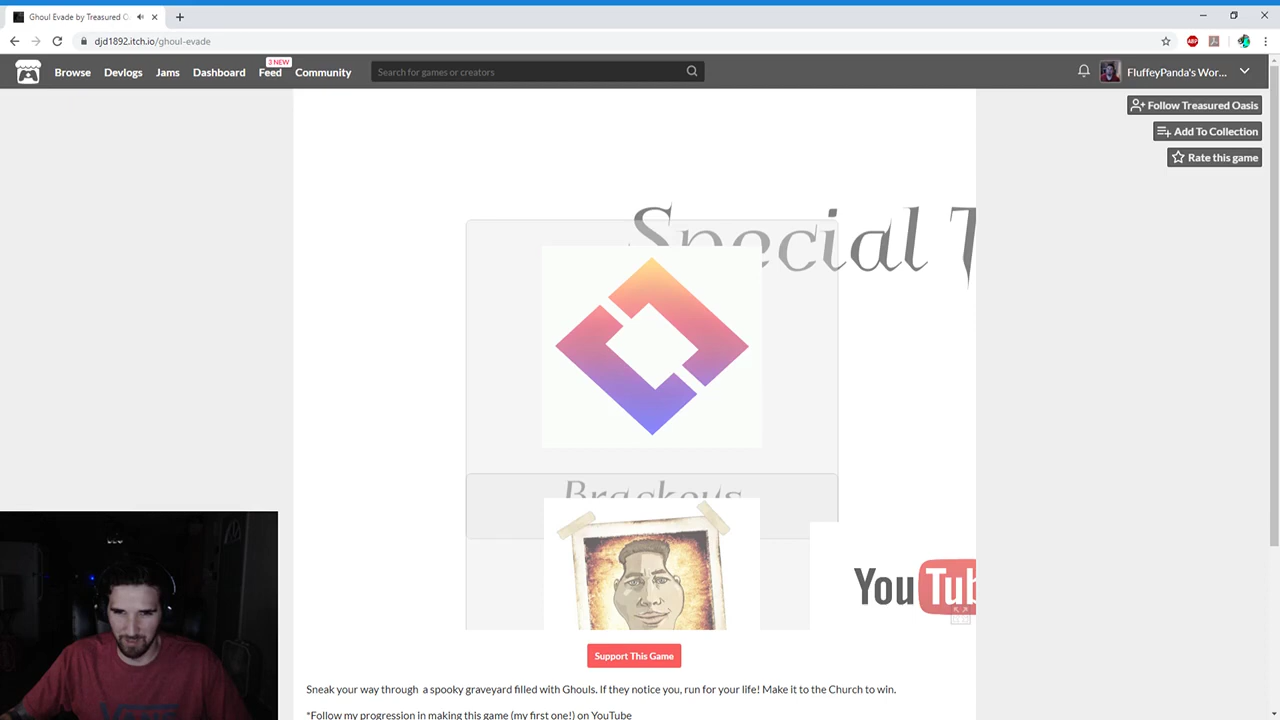 Ghoul Evade by Treasured O
djd1892.itch.io/ghoul-evade
ABP
3 NEW
Browse Devlogs Jams Dashboard Feed Community
Search for games or creators
FluffeyPanda's Wor...
Follow Treasured Oasis
Add To Collection
Rate this game
Special T
Brackeys
YouTub
Support This Game
Sneak your way through a spooky graveyard filled with Ghouls. If they notice you, run for your life! Make it to the Church to win.
*Follow my progression in making this game (my first one!) on YouTube
VANS